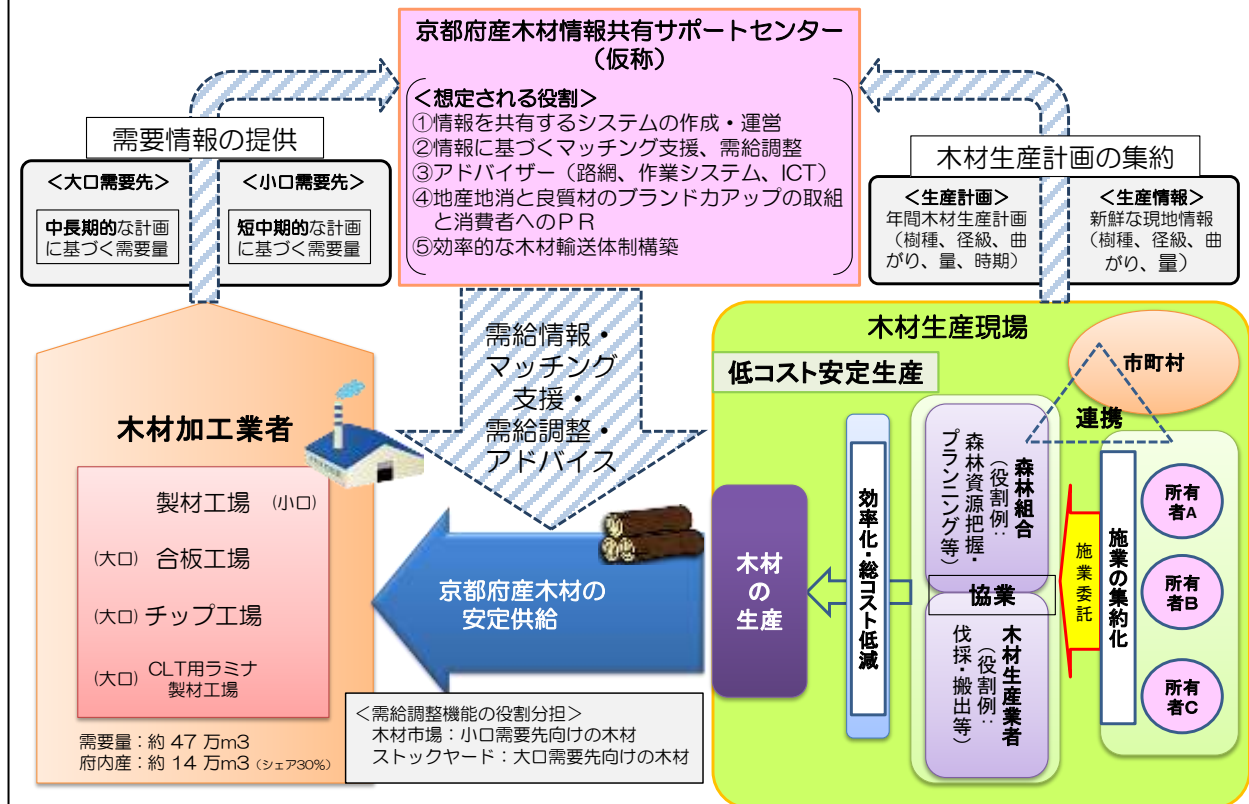 京都府産木材情報共有サポートセンター
（仮称）
＜想定される役割＞
①情報を共有するシステムの作成・運営
②情報に基づくマッチング支援、需給調整
③アドバイザー（路網、作業システム、ICT）
④地産地消と良質材のブランド力アップの取組
と消費者へのＰＲ
⑤効率的な木材輸送体制構築
需要情報の提供
＜大口需要先＞
中長期的な計画
に基づく需要量
＜小口需要先＞
短中期的な計画
に基づく需要量
木材生産計画の集約
＜生産計画＞
年間木材生産計画
（樹種、径級、曲
がり、量、時期）
＜生産情報＞
新鮮な現地情報
（樹種、径級、曲
がり、量）
需給情報・
マッチング
支援・
需給調整・
アドバイス
木材加工業者
製材工場 （小口）
（大口） 合板工場
（大口） チップ工場
（大口） CLT用ラミナ
製材工場
需要量：約 47 万m3
府内産：約 14 万m3 （シェア30%）
京都府産木材の
安定供給
＜需給調整機能の役割分担＞
木材市場：小口需要先向けの木材
ストックヤード：大口需要先向けの木材
木材生産現場
低コスト安定生産
市町村
連携
木材
の
生産
効率化・総コスト低減
森林組合
（役割例：
森林資源把握・
プランニング等）
協業
木材生産業者
（役割例：
伐採・搬出等）
施業委託
施業の集約化
所有
者A
所有
者B
所有
者C